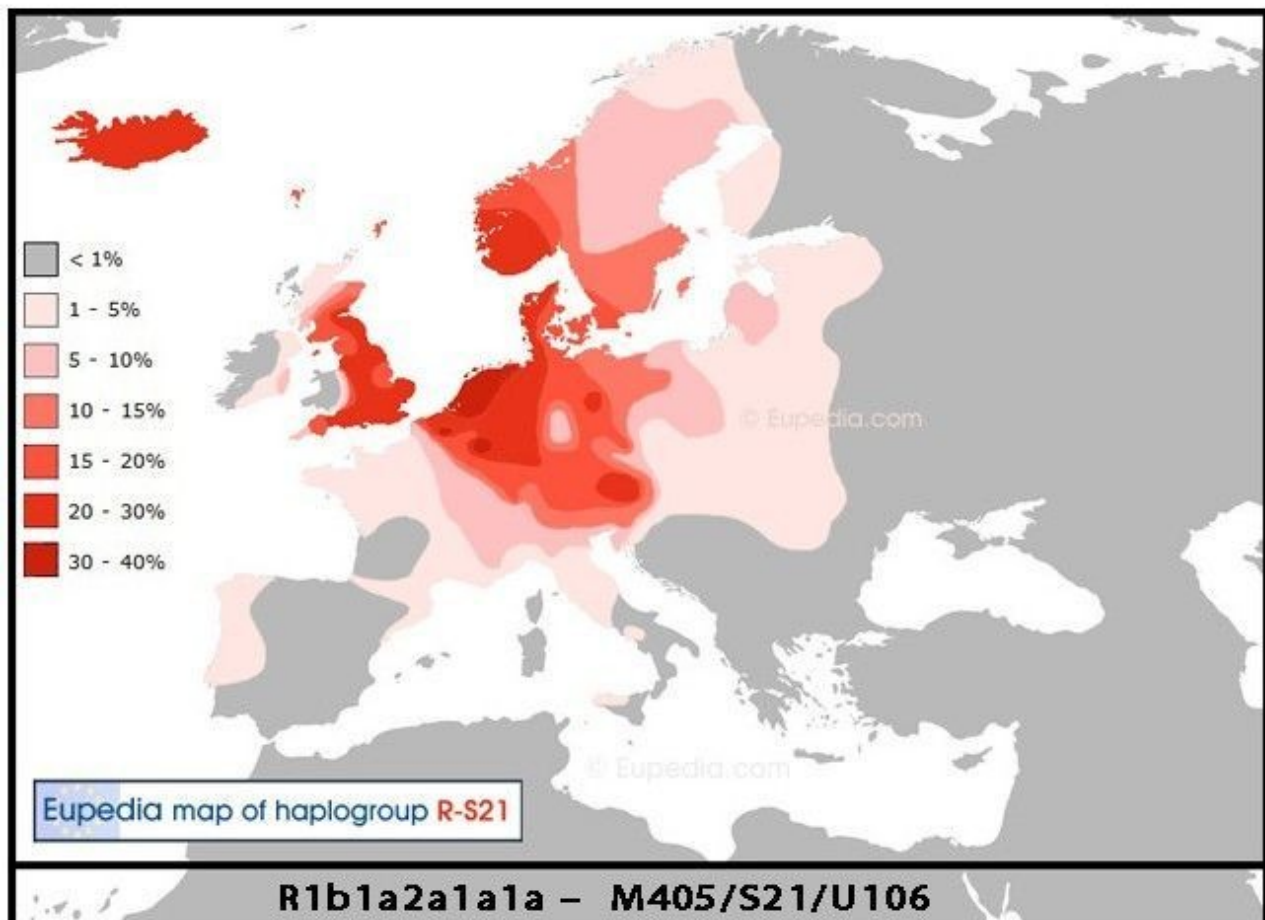 < 1%
1 - 5%
5 - 10%
10 - 15%
15 - 20%
20 - 30%
30 - 40%
© Eupedia.com
© Eupedia.com
Eupedia map of haplogroup R-S21
R1b1a2a1a1a – M405/S21/U106